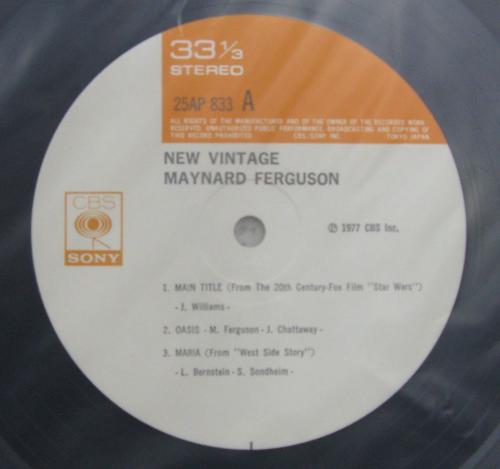 33 1/3
STEREO
25AP 833 A
ALL RIGHTS OF THE MANUFACTURER AND OF THE OWNER OF THE RECORDED WORK
RESERVED. UNAUTHORIZED PUBLIC PERFORMANCE, BROADCASTING AND COPYING OF
THIS RECORD PROHIBITED CBS/SONY INC. TOKYO JAPAN
NEW VINTAGE
MAYNARD FERGUSON
CBS
SONY
℗ 1977 CBS Inc.
1. MAIN TITLE (From The 20th Century-Fox Film "Star Wars")
- J. Williams -
2. OASIS - M. Ferguson - J. Chattaway -
3. MARIA (From "West Side Story")
- L. Bernstein - S. Sondheim -